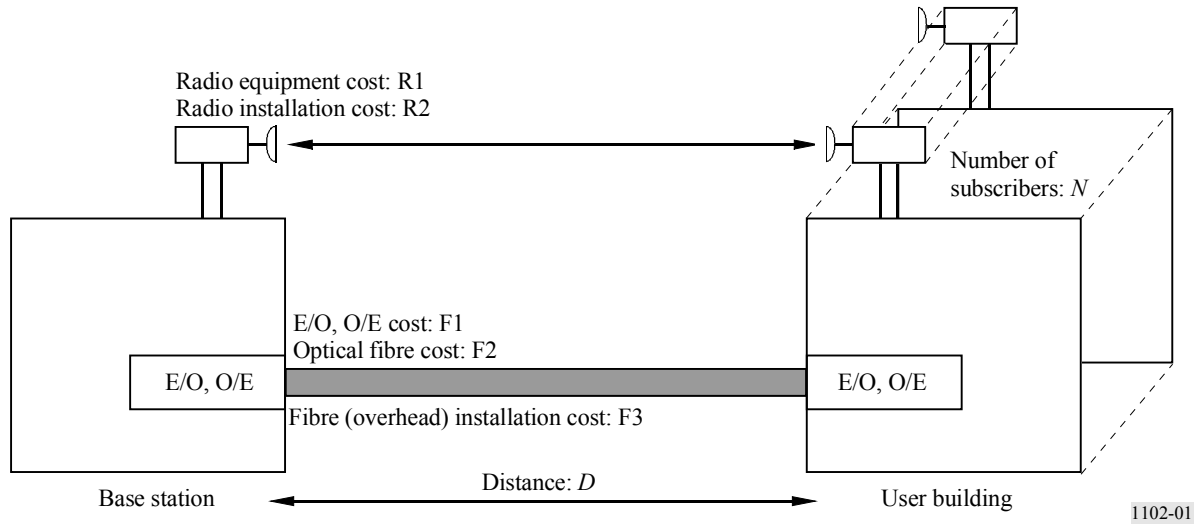 Radio equipment cost: R1
Radio installation cost: R2
Number of
subscribers: N
E/O, O/E cost: F1
Optical fibre cost: F2
E/O, O/E
E/O, O/E
Fibre (overhead) installation cost: F3
Distance: D
Base station
User building
1102-01